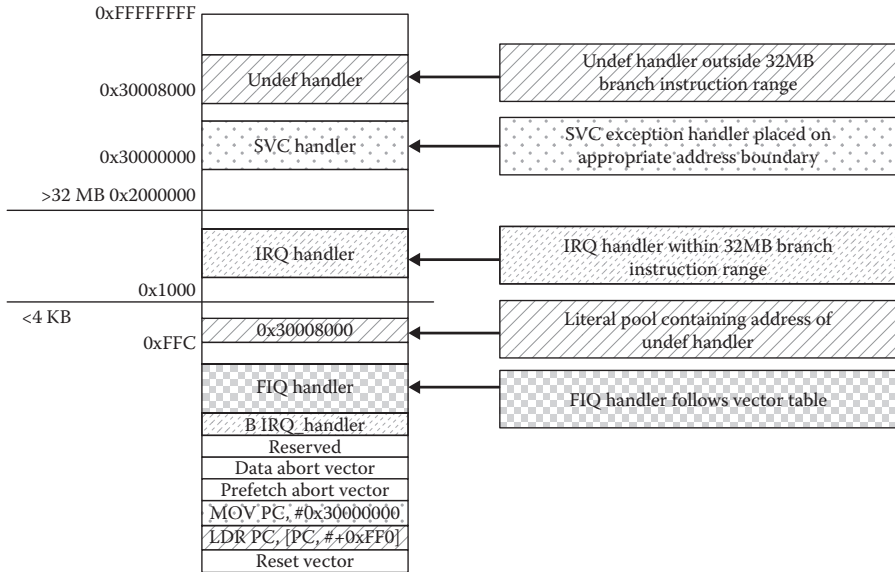 0xFFFFFFFF
Undef handler
Undef handler outside 32MB
branch instruction range
0x30008000
SVC handler
SVC exception handler placed on
appropriate address boundary
0x30000000
>32 MB 0x2000000
IRQ handler
IRQ handler within 32MB branch
instruction range
0x1000
<4 KB
0x30008000
Literal pool containing address of
undef handler
0xFFC
FIQ handler
FIQ handler follows vector table
B IRQ_handler
Reserved
Data abort vector
Prefetch abort vector
MOV PC, #0x30000000
LDR PC, [PC, #+0xFF0]
Reset vector